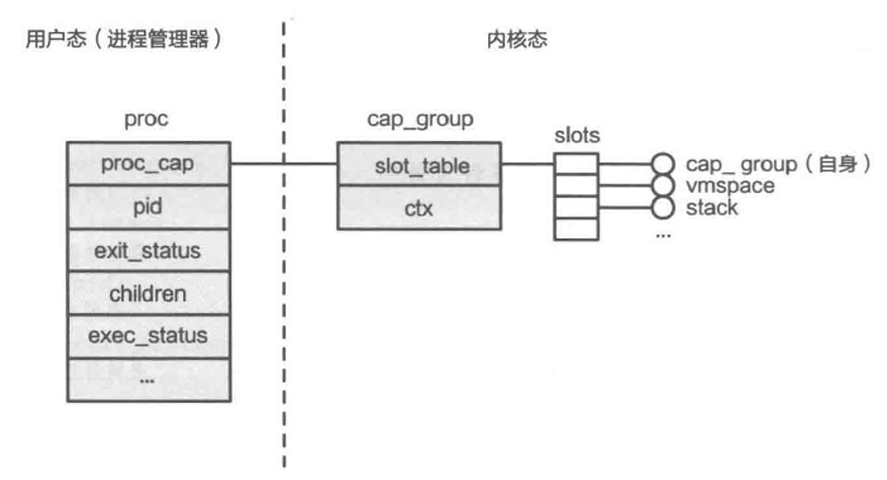 用户态（进程管理器）
内核态
proc
proc_cap
pid
exit_status
children
exec_status
...
cap_group
slot_table
ctx
slots
cap_ group（自身）
vmspace
stack
...